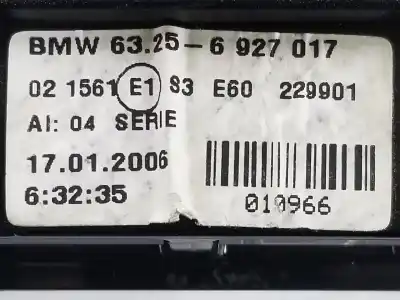 BMW 63.25-6 927 017
02 1561 E1 S3 E60 229901
AI: 04 SERIE
17.01.2006
6:32:35
010966